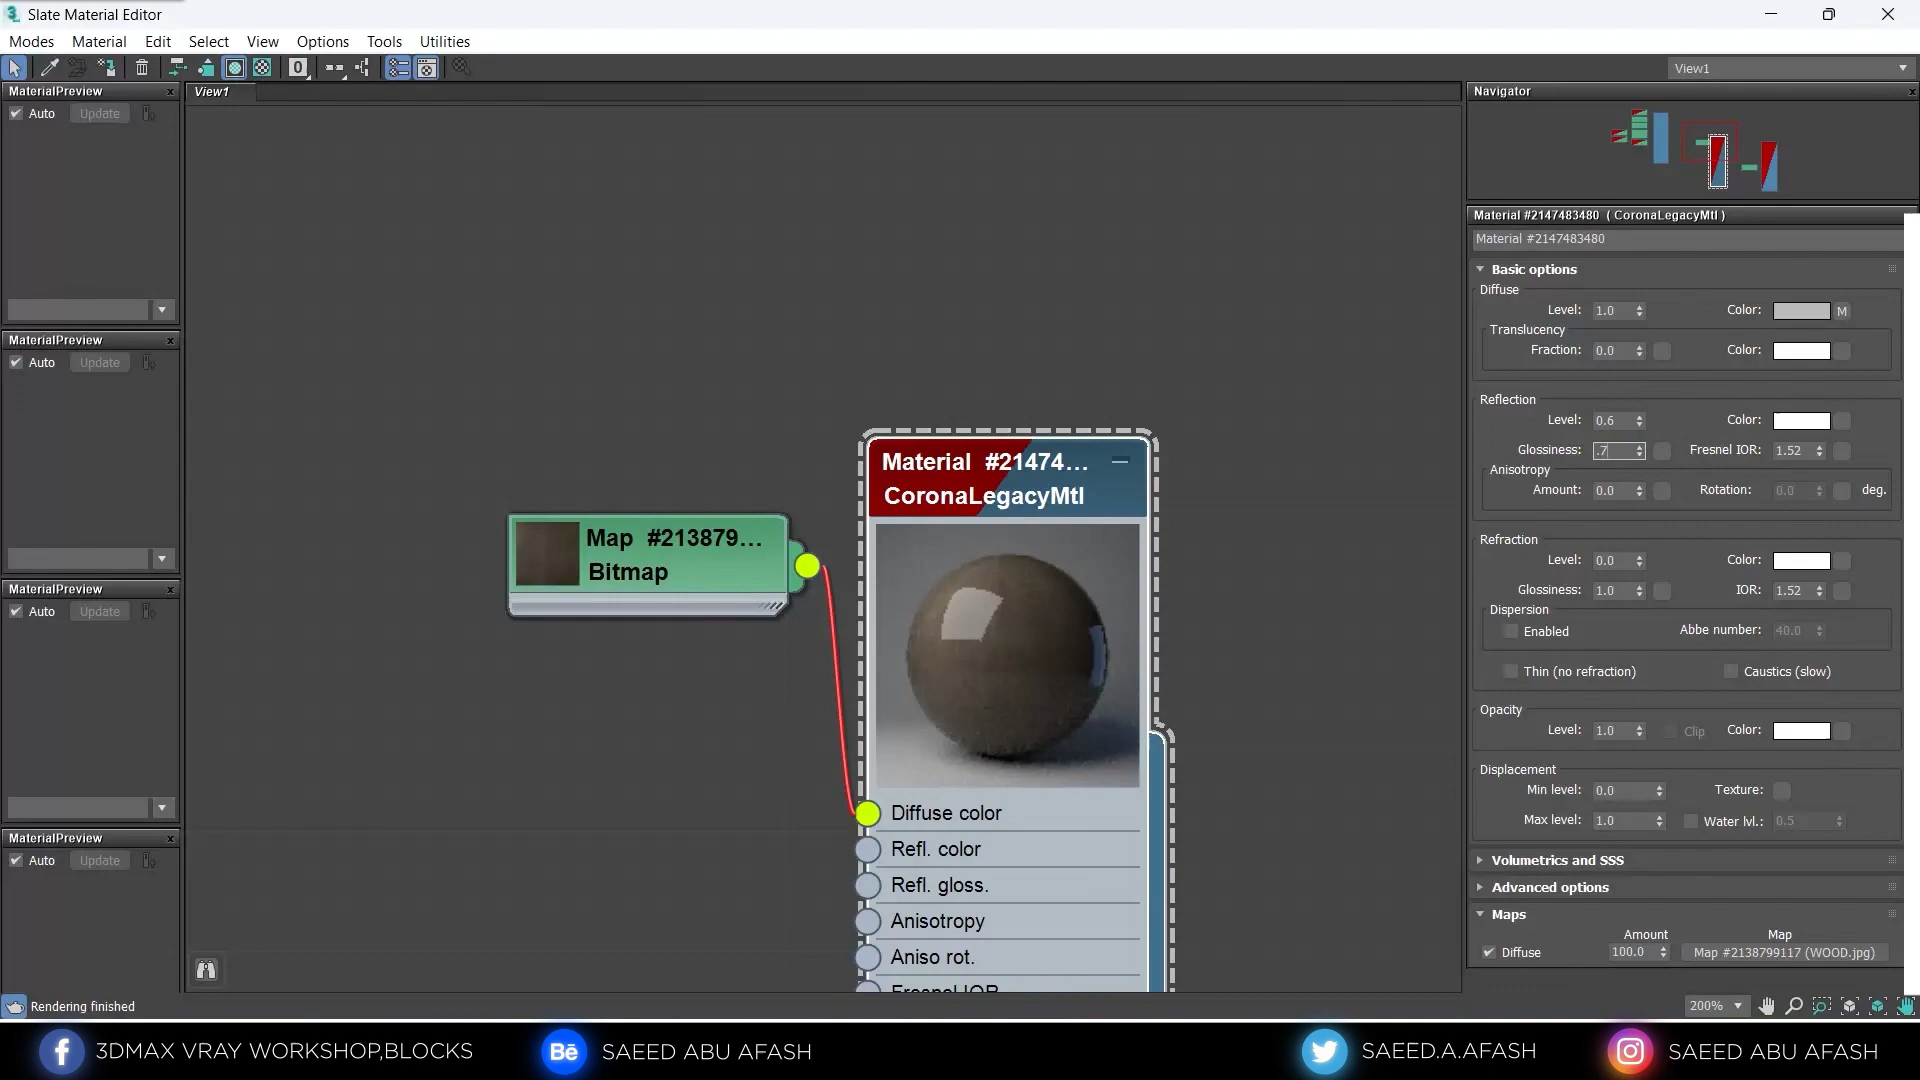 Slate Material Editor
Modes Material Edit Select View Options Tools Utilities
0
View1
MaterialPreview x
Auto Update
MaterialPreview x
Auto Update
MaterialPreview x
Auto Update
MaterialPreview x
Auto Update
View1
Map #213879...
Bitmap
Material #21474...
CoronaLegacyMtl
Diffuse color
Refl. color
Refl. gloss.
Anisotropy
Aniso rot.
Fresnel IOR
Navigator x
Material #2147483480 ( CoronaLegacyMtl )
Material #2147483480
Basic options
Diffuse
Level: 1.0 Color: M
Translucency
Fraction: 0.0 Color:
Reflection
Level: 0.6 Color:
Glossiness: .7 Fresnel IOR: 1.52
Anisotropy
Amount: 0.0 Rotation: 0.0 deg.
Refraction
Level: 0.0 Color:
Glossiness: 1.0 IOR: 1.52
Dispersion
Enabled Abbe number: 40.0
Thin (no refraction) Caustics (slow)
Opacity
Level: 1.0 Clip Color:
Displacement
Min level: 0.0 Texture:
Max level: 1.0 Water lvl.: 0.5
Volumetrics and SSS
Advanced options
Maps
Amount Map
Diffuse 100.0 Map #2138799117 (WOOD.jpg)
Rendering finished
200%
f 3DMAX VRAY WORKSHOP,BLOCKS
Bē SAEED ABU AFASH
SAEED.A.AFASH
SAEED ABU AFASH